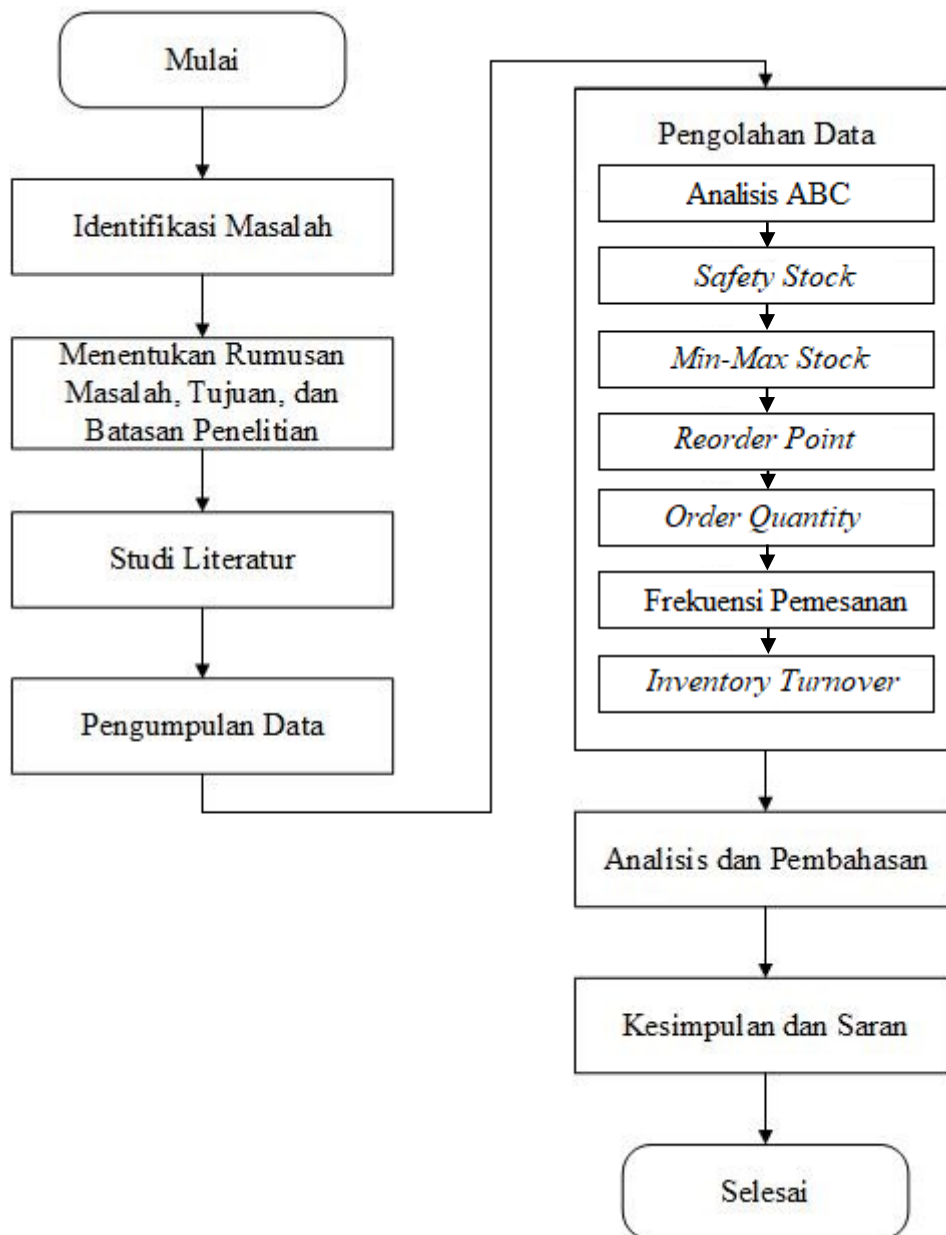 Mulai
Identifikasi Masalah
Menentukan Rumusan
Masalah, Tujuan, dan
Batasan Penelitian
Studi Literatur
Pengumpulan Data
Pengolahan Data
Analisis ABC
Safety Stock
Min-Max Stock
Reorder Point
Order Quantity
Frekuensi Pemesanan
Inventory Turnover
Analisis dan Pembahasan
Kesimpulan dan Saran
Selesai